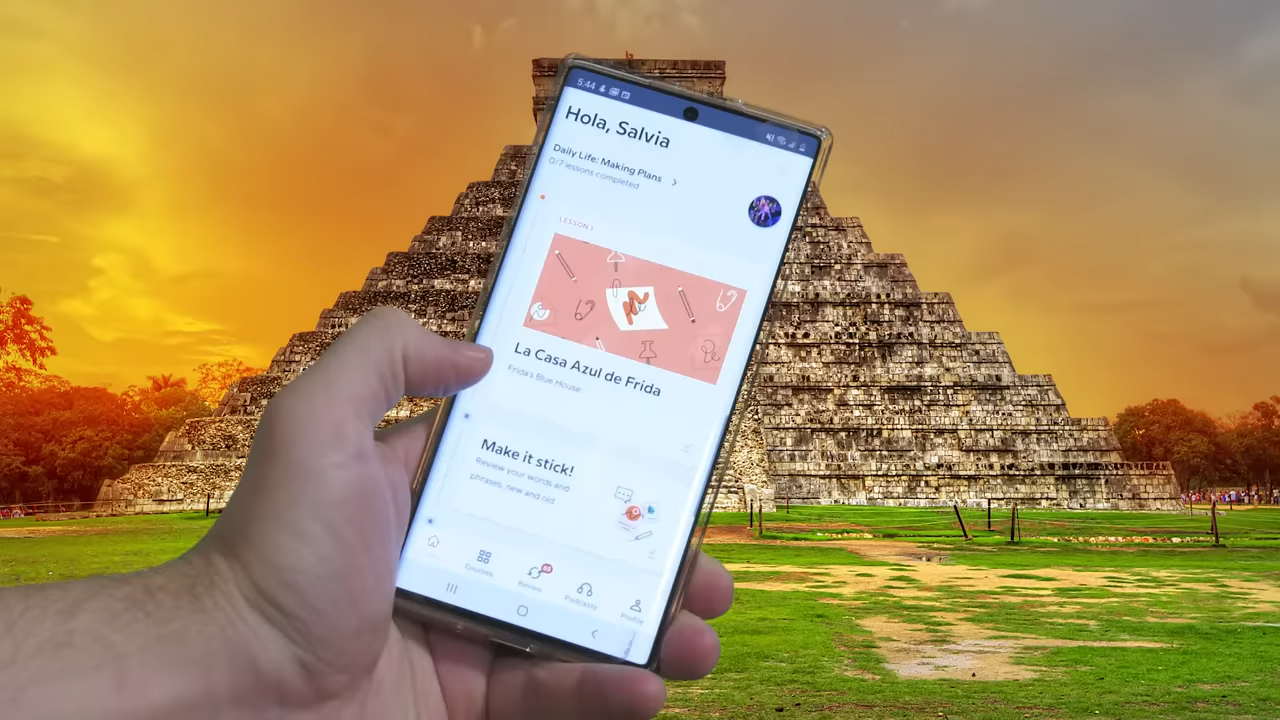 5:44
Hola, Salvia
Daily Life: Making Plans
0/7 lessons completed
LESSON 1
La Casa Azul de Frida
Frida's Blue House
Make it stick!
Review your words and
phrases, new and old
Courses
Review
Podcasts
Profile